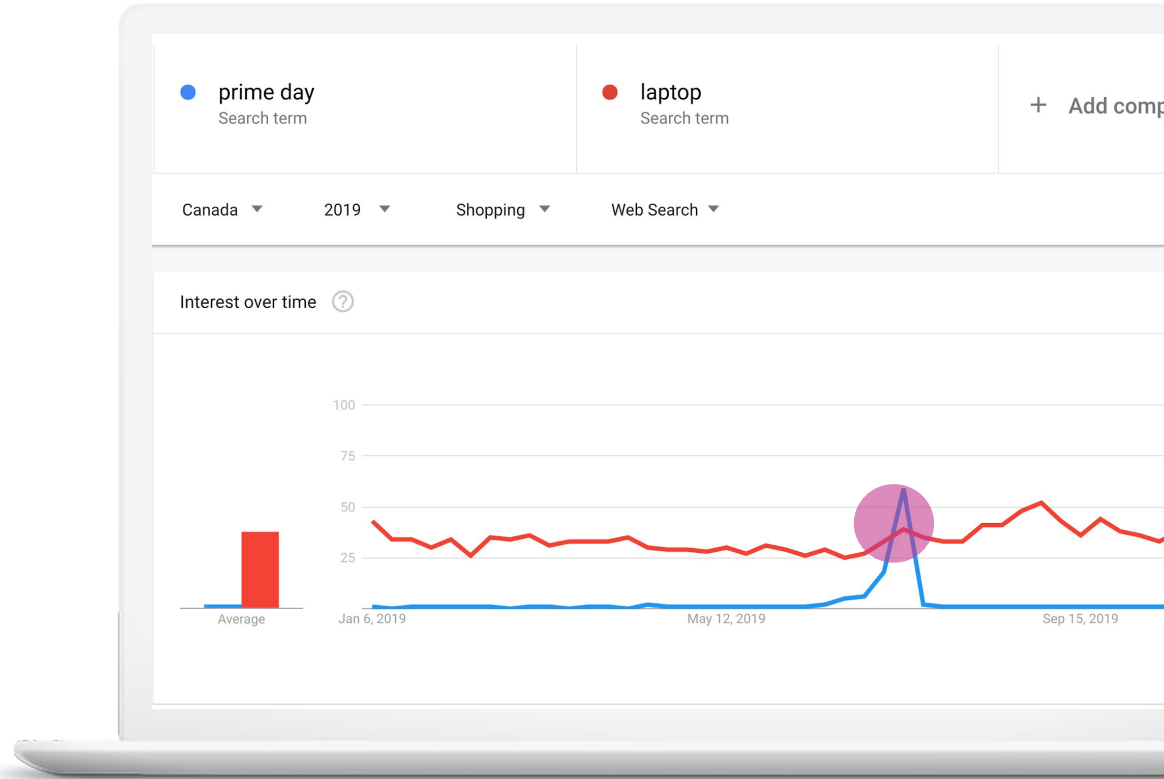 prime day
Search term
laptop
Search term
+ Add comp
Canada
2019
Shopping
Web Search
Interest over time ?
100
75
50
25
Average
Jan 6, 2019
May 12, 2019
Sep 15, 2019